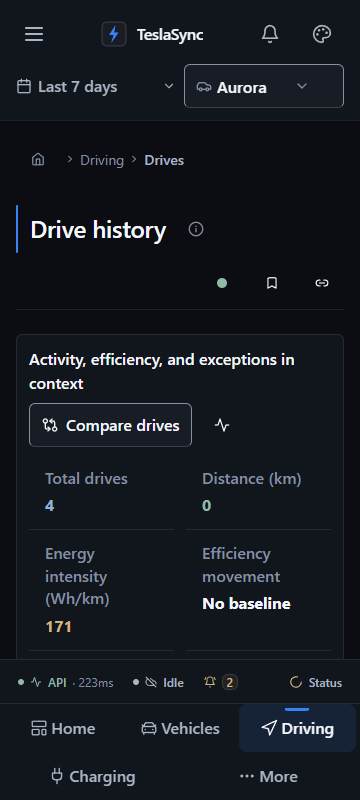 TeslaSync
Last 7 days
Aurora
Driving
Drives
Drive history
Activity, efficiency, and exceptions in
context
Compare drives
Total drives
4
Distance (km)
0
Energy
intensity
(Wh/km)
171
Efficiency
movement
No baseline
API · 223ms
Idle
2
Status
Home
Vehicles
Driving
Charging
More